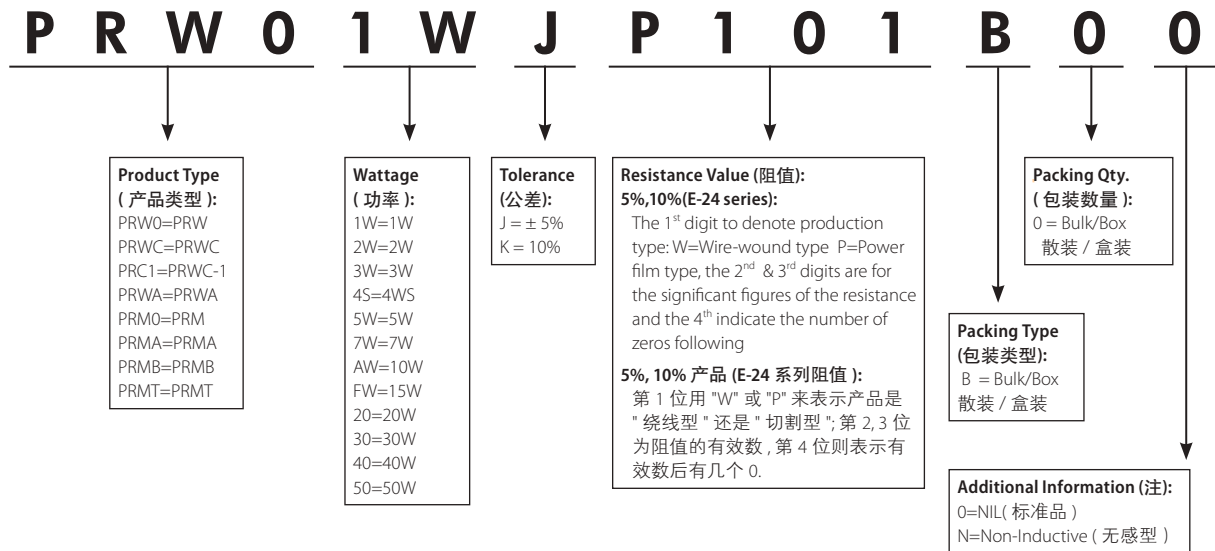 P R W 0 1 W J P 1 0 1 B 0 0
Product Type
( 产品类型 ):
PRW0=PRW
PRWC=PRWC
PRC1=PRWC-1
PRWA=PRWA
PRM0=PRM
PRMA=PRMA
PRMB=PRMB
PRMT=PRMT
Wattage
( 功率 ):
1W=1W
2W=2W
3W=3W
4S=4WS
5W=5W
7W=7W
AW=10W
FW=15W
20=20W
30=30W
40=40W
50=50W
Tolerance
(公差):
J = ± 5%
K = 10%
Resistance Value (阻值):
5%,10%(E-24 series):
The 1st digit to denote production
type: W=Wire-wound type P=Power
film type, the 2nd & 3rd digits are for
the significant figures of the resistance
and the 4th indicate the number of
zeros following
5%, 10% 产品 (E-24 系列阻值 ):
第 1 位用 "W" 或 "P" 来表示产品是
" 绕线型 " 还是 " 切割型 "; 第 2, 3 位
为阻值的有效数 , 第 4 位则表示有
效数后有几个 0.
Packing Qty.
( 包装数量 ):
0 = Bulk/Box
散装 / 盒装
Packing Type
(包装类型):
B = Bulk/Box
散装 / 盒装
Additional Information (注):
0=NIL( 标准品 )
N=Non-Inductive ( 无感型 )